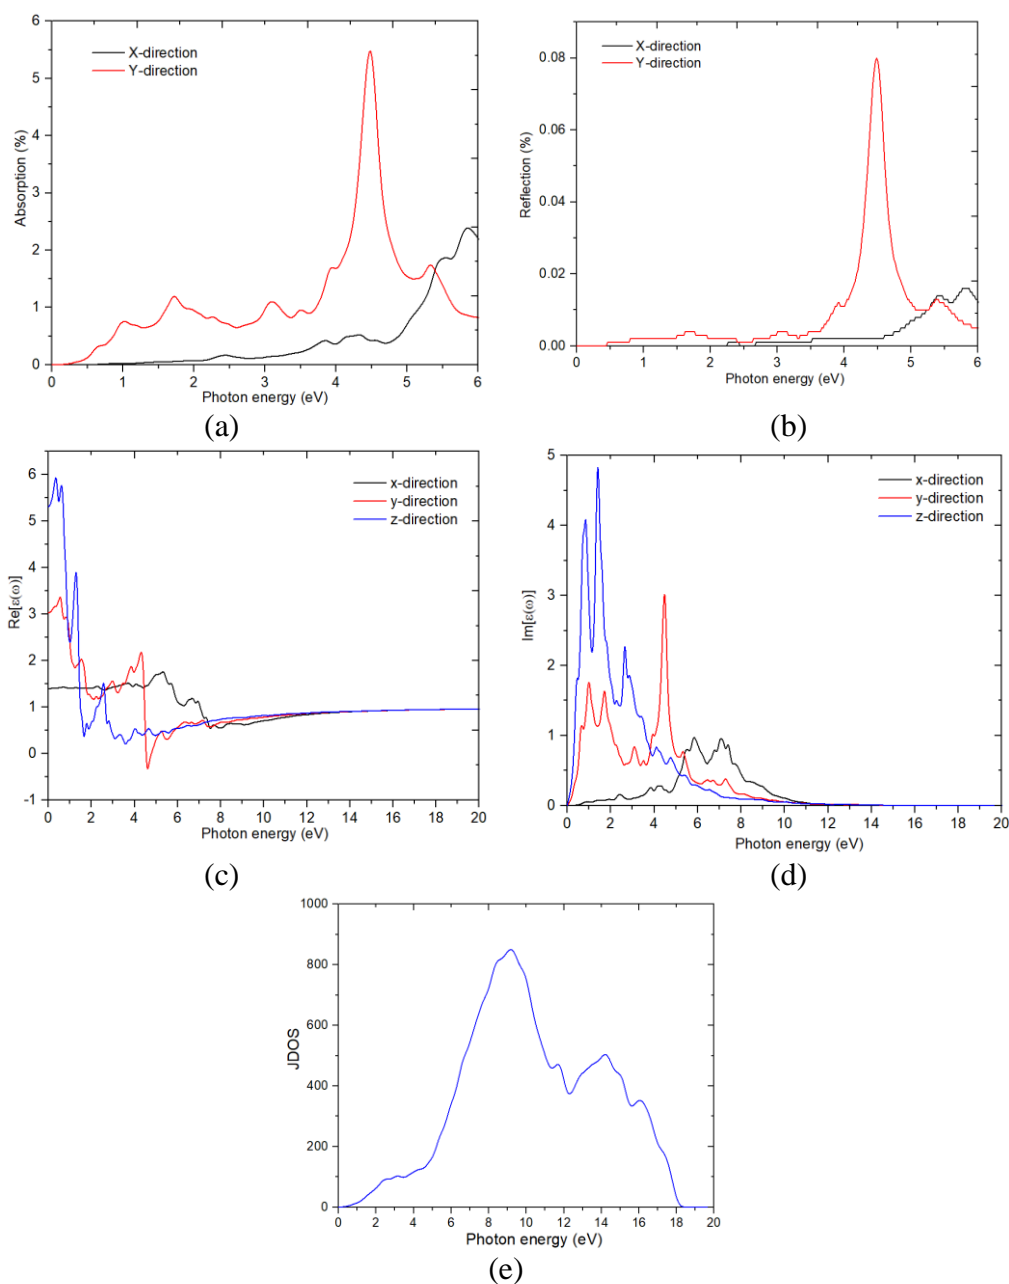 6
5
4
3
2
1
0
X-direction
Y-direction
Absorption (%)
0 1 2 3 4 5 6
Photon energy (eV)
(a)
0.08
0.06
0.04
0.02
0.00
X-direction
Y-direction
Reflection (%)
0 1 2 3 4 5 6
Photon energy (eV)
(b)
6
5
4
3
2
1
0
-1
x-direction
y-direction
z-direction
Re[ε(ω)]
0 2 4 6 8 10 12 14 16 18 20
Photon energy (eV)
(c)
5
4
3
2
1
0
x-direction
y-direction
z-direction
Im[ε(ω)]
0 2 4 6 8 10 12 14 16 18 20
Photon energy (eV)
(d)
1000
800
600
400
200
0
JDOS
0 2 4 6 8 10 12 14 16 18 20
Photon energy (eV)
(e)